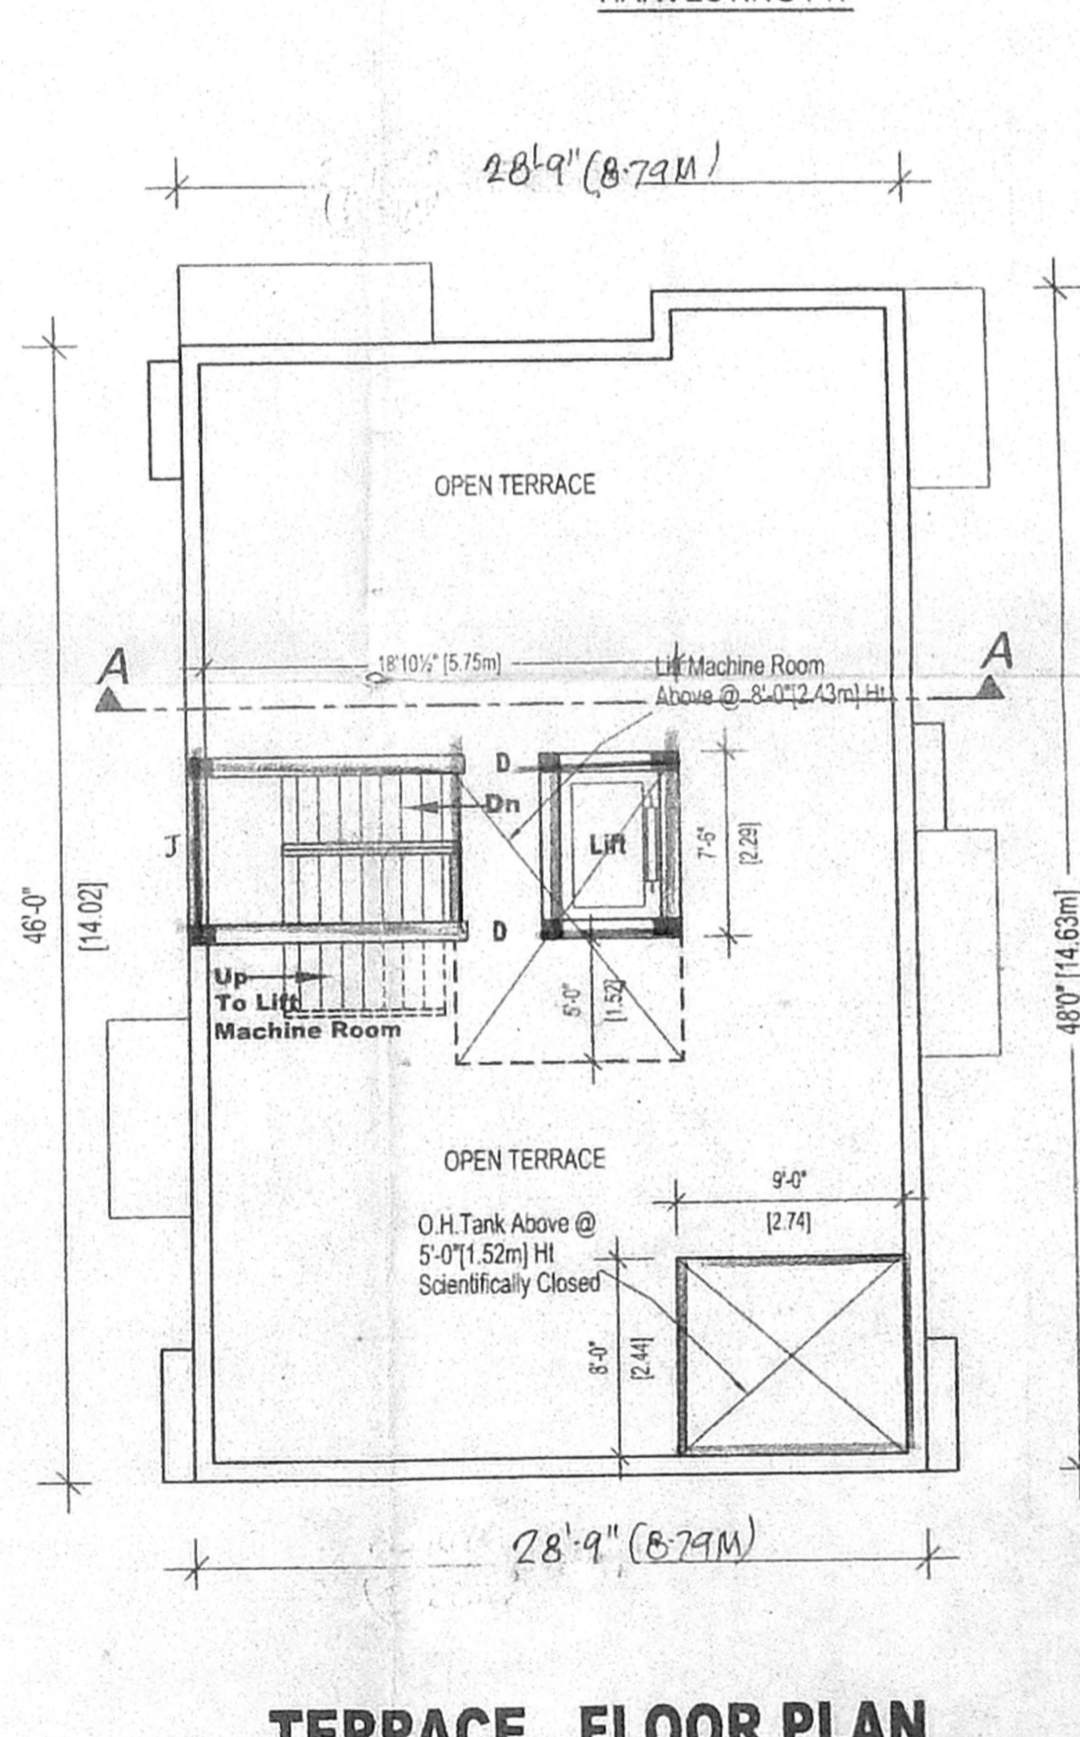 28'-9" (8.79M)
OPEN TERRACE
A
18'10½" [5.75m]
Lift Machine Room
Above @ 8'-0"[2.43m] Ht
A
D
Dn
J
Lift
7'-6"
[2.29]
46'-0"
[14.02]
48'0" [14.63m]
D
Up
To Lift
Machine Room
5'-0"
[1.52]
OPEN TERRACE
9'-0"
[2.74]
O.H.Tank Above @
5'-0"[1.52m] Ht
Scientifically Closed
8'-0"
[2.44]
28'-9" (8.79M)
TERRACE FLOOR PLAN